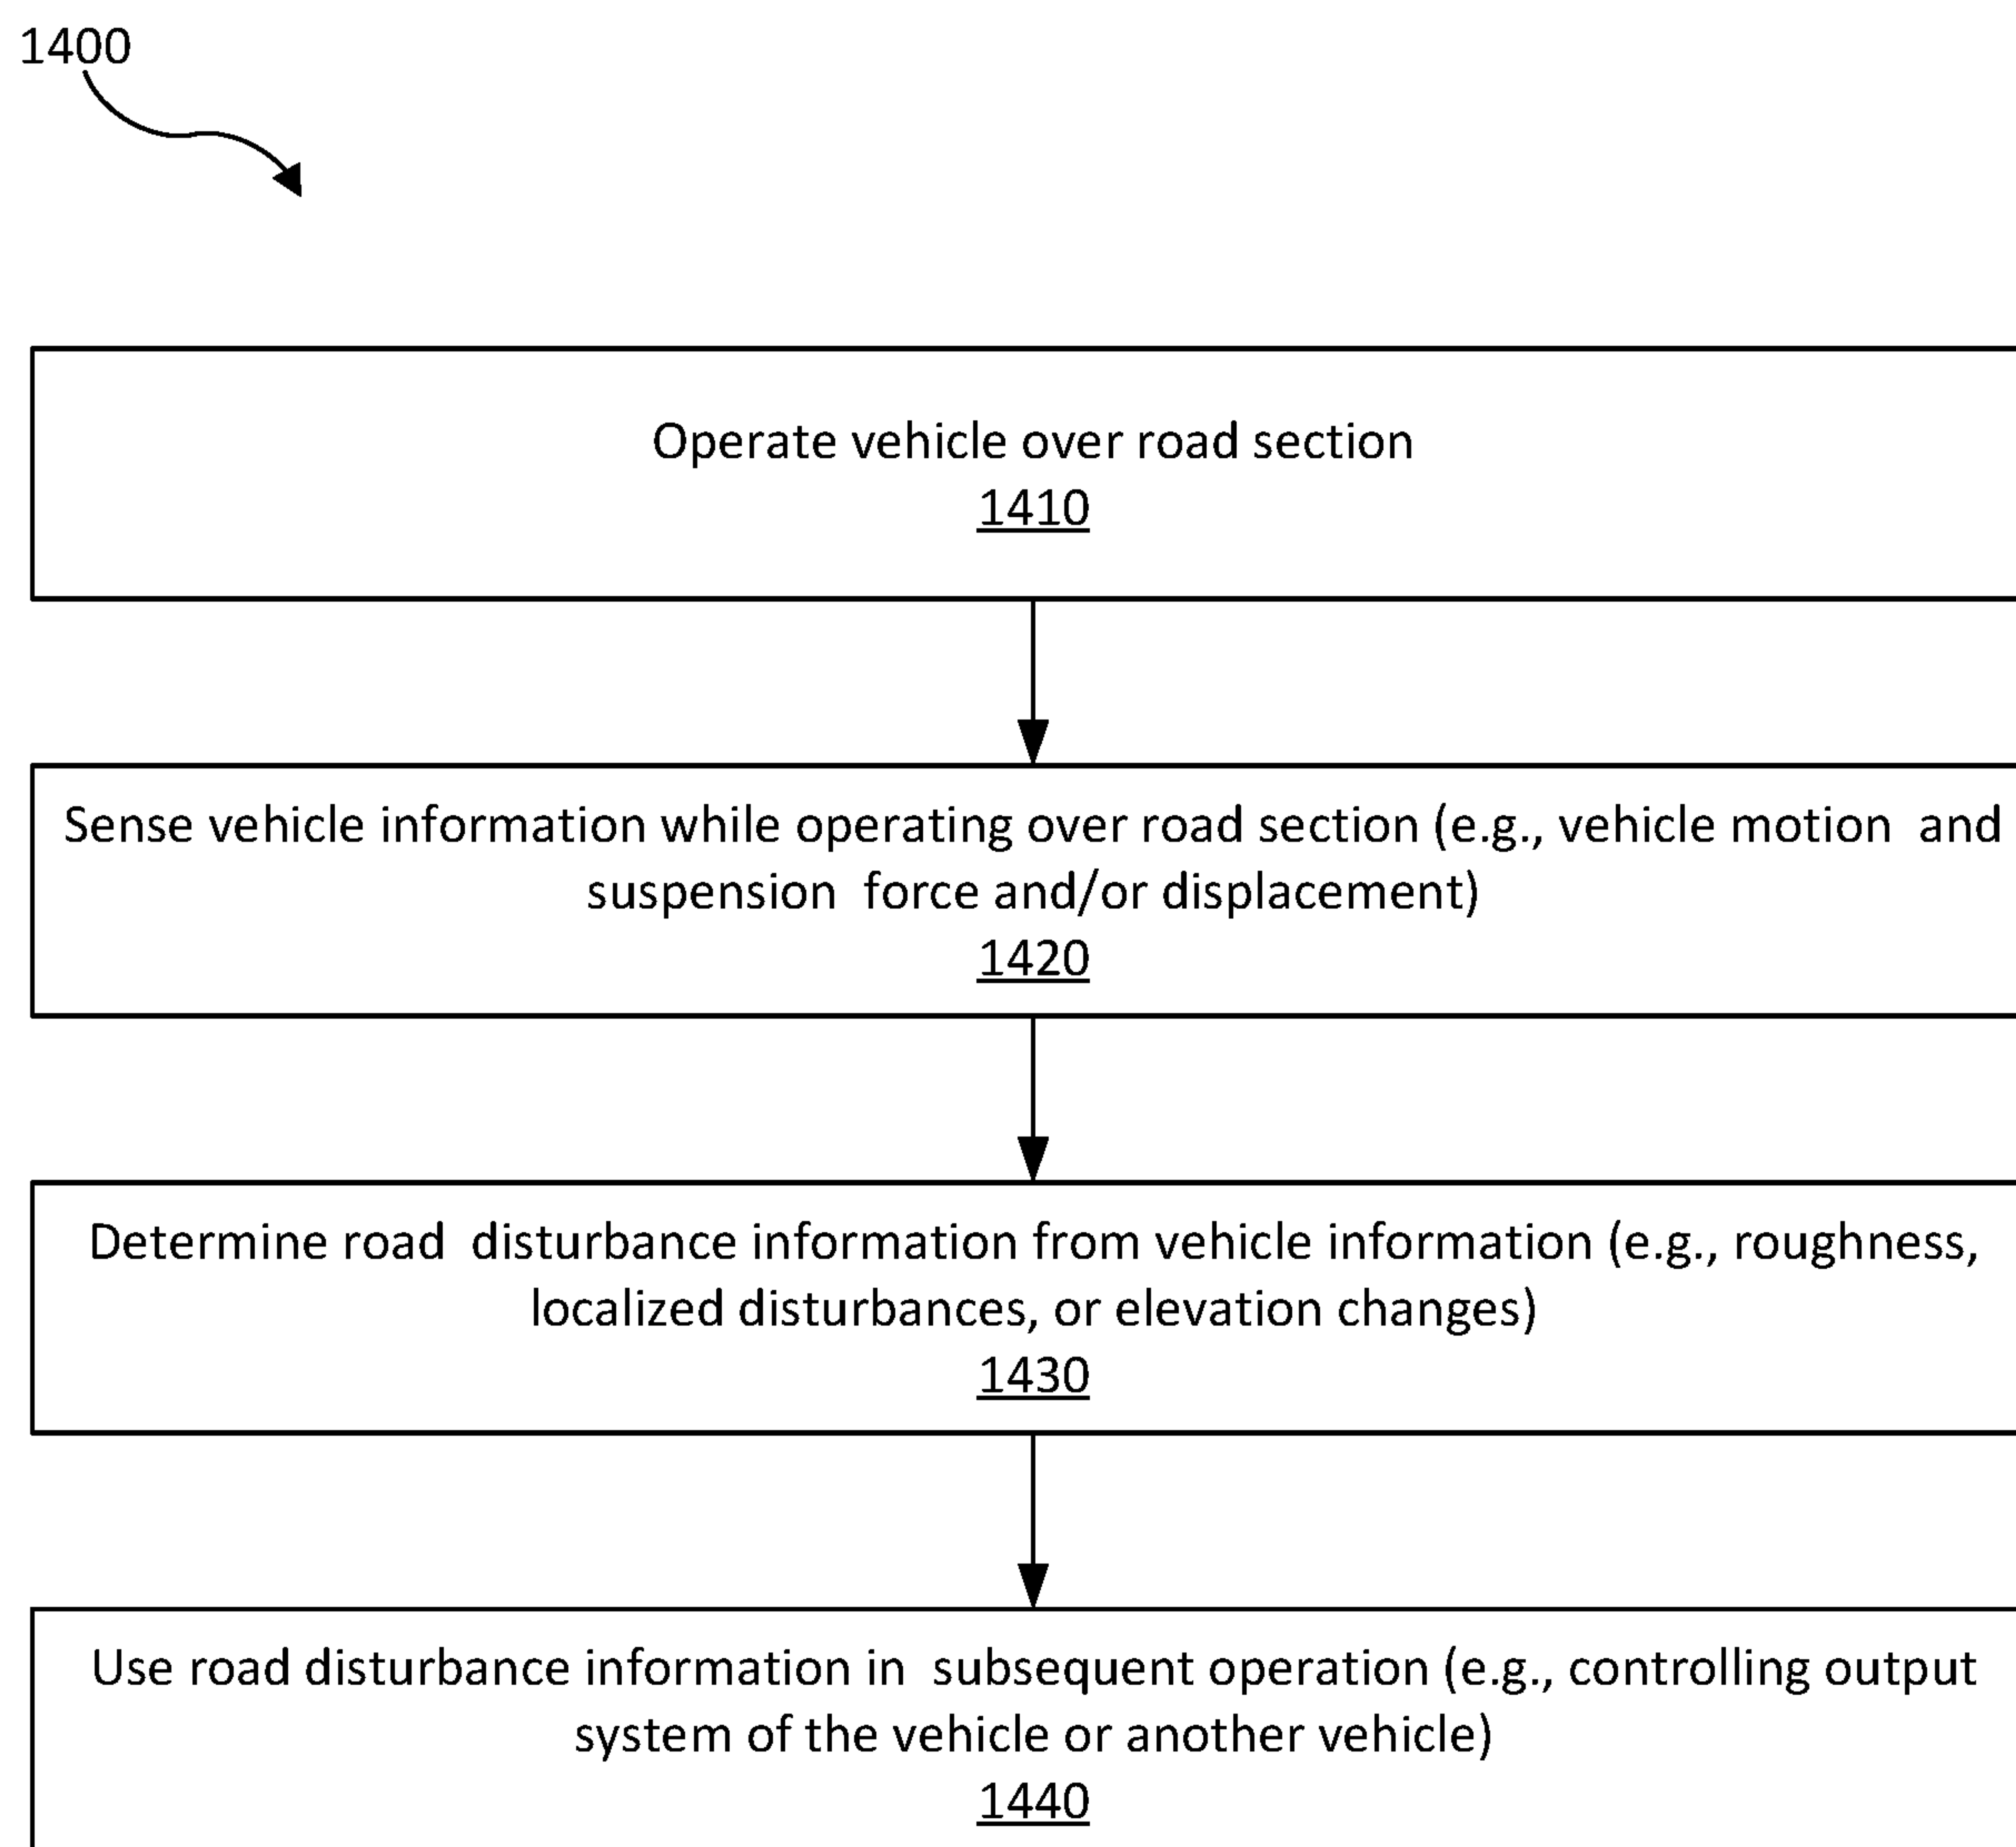 1400
Operate vehicle over road section
1410
Sense vehicle information while operating over road section (e.g., vehicle motion and
suspension force and/or displacement)
1420
Determine road disturbance information from vehicle information (e.g., roughness,
localized disturbances, or elevation changes)
1430
Use road disturbance information in subsequent operation (e.g., controlling output
system of the vehicle or another vehicle)
1440